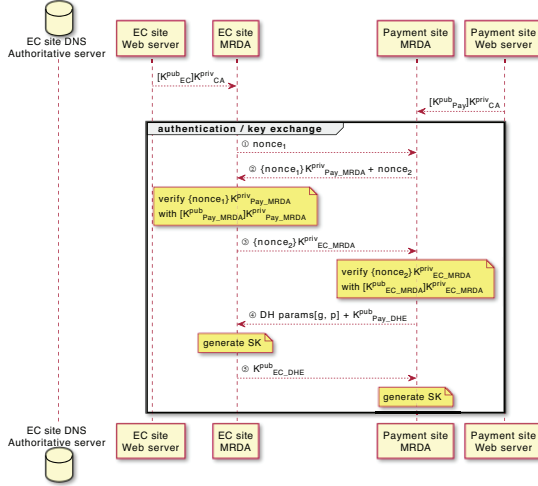 EC site DNS
Authoritative server
EC site
Web server
EC site
MRDA
Payment site
MRDA
Payment site
Web server
[K^pub_EC]K^priv_CA
[K^pub_Pay]K^priv_CA
authentication / key exchange
① nonce₁
② {nonce₁}K^priv_Pay_MRDA + nonce₂
verify {nonce₁}K^priv_Pay_MRDA
with [K^pub_Pay_MRDA]K^priv_Pay_MRDA
③ {nonce₂}K^priv_EC_MRDA
verify {nonce₂}K^priv_EC_MRDA
with [K^pub_EC_MRDA]K^priv_EC_MRDA
④ DH params[g, p] + K^pub_Pay_DHE
generate SK
⑤ K^pub_EC_DHE
generate SK
EC site DNS
Authoritative server
EC site
Web server
EC site
MRDA
Payment site
MRDA
Payment site
Web server